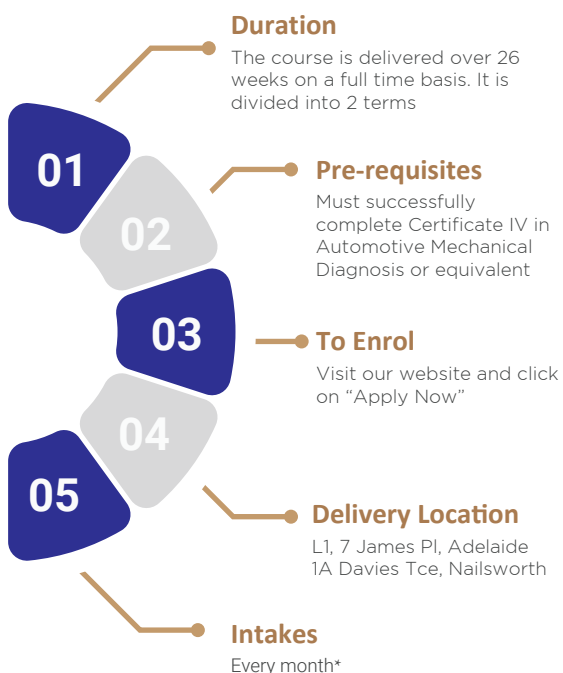 01
Duration
The course is delivered over 26
weeks on a full time basis. It is
divided into 2 terms
02
Pre-requisites
Must successfully
complete Certificate IV in
Automotive Mechanical
Diagnosis or equivalent
03
To Enrol
Visit our website and click
on “Apply Now”
04
Delivery Location
L1, 7 James Pl, Adelaide
1A Davies Tce, Nailsworth
05
Intakes
Every month*